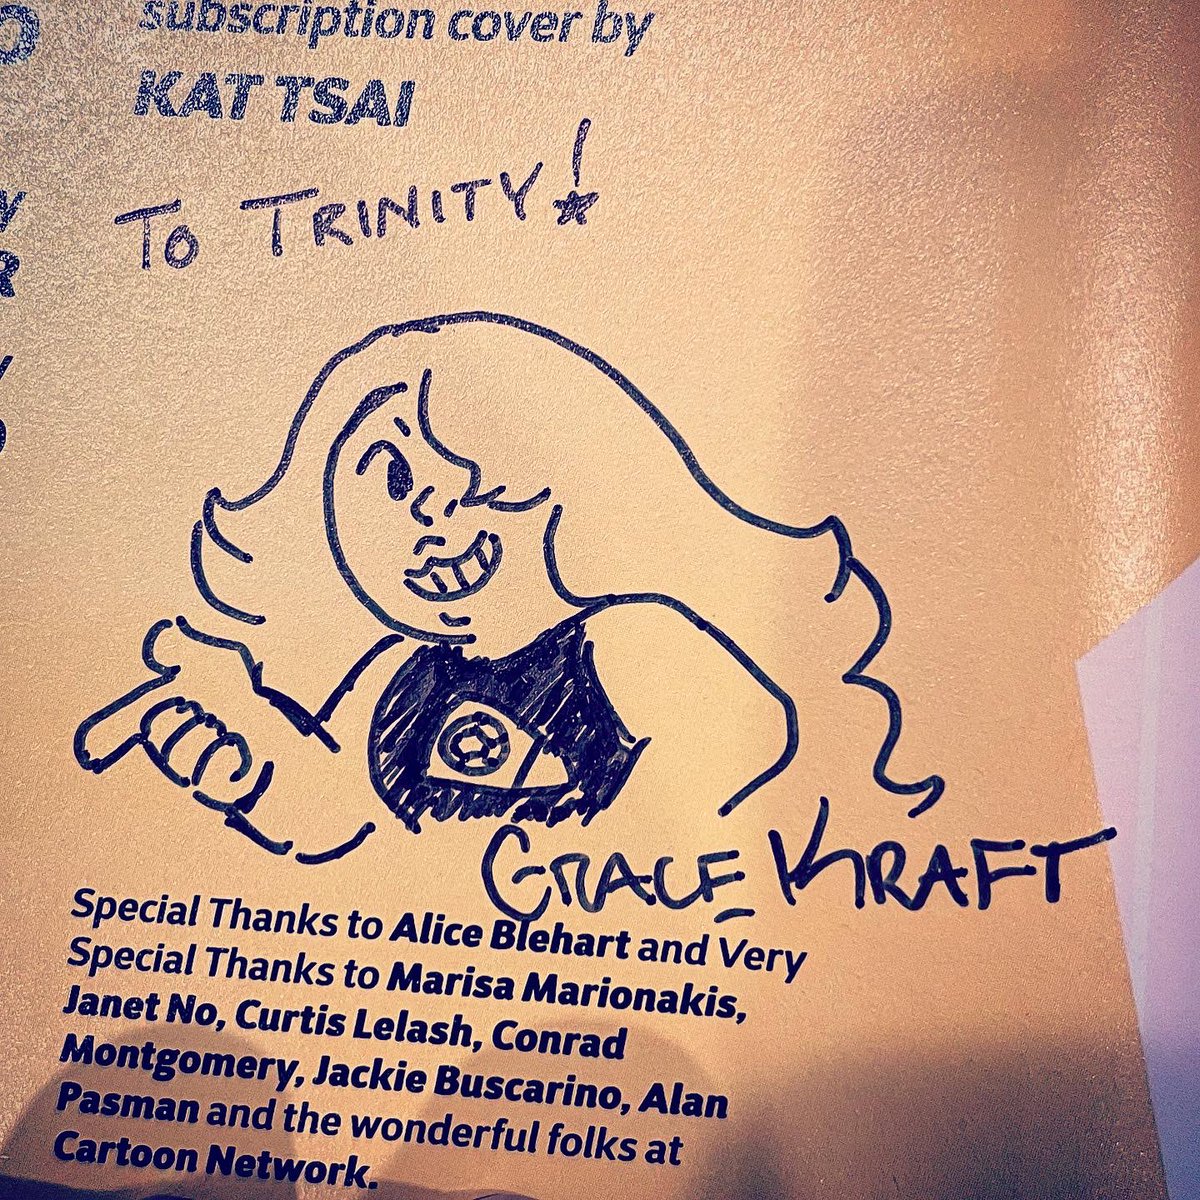 subscription cover by
KAT TSAI
TO TRINITY!
GRACE KRAFT
Special Thanks to Alice Blehart and Very
Special Thanks to Marisa Marionakis,
Janet No, Curtis Lelash, Conrad
Montgomery, Jackie Buscarino, Alan
Pasman and the wonderful folks at
Cartoon Network.